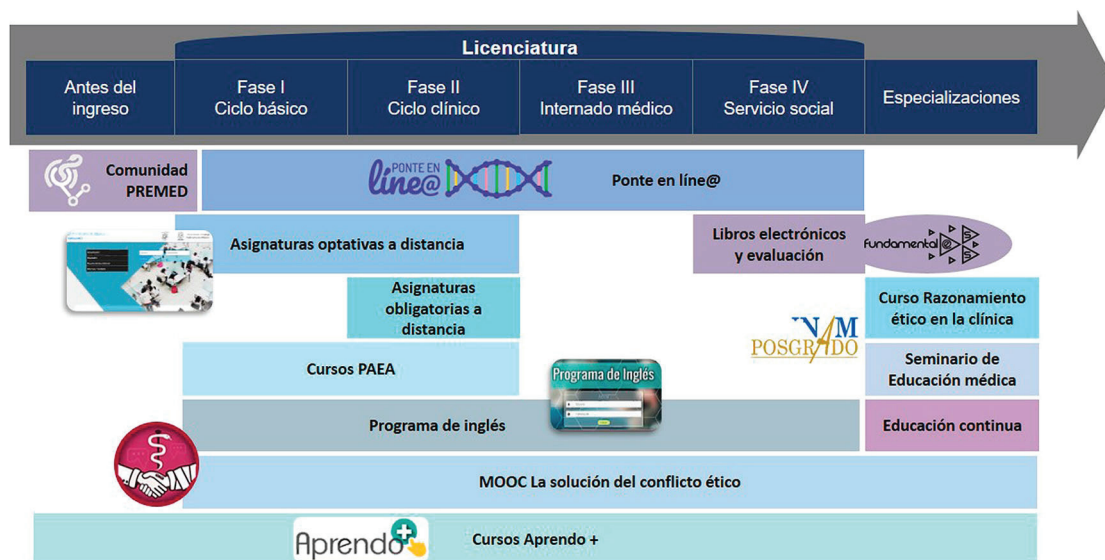 Licenciatura
Antes del
ingreso
Fase I
Ciclo básico
Fase II
Ciclo clínico
Fase III
Internado médico
Fase IV
Servicio social
Especializaciones
Comunidad
PREMED
PONTE EN
líne@
Ponte en líne@
Asignaturas optativas a distancia
Libros electrónicos
y evaluación
fundamental
Asignaturas
obligatorias a
distancia
Curso Razonamiento
ético en la clínica
UNAM
POSGRADO
Cursos PAEA
Programa de Inglés
Seminario de
Educación médica
Programa de inglés
Educación continua
MOOC La solución del conflicto ético
Aprendo+
Cursos Aprendo +